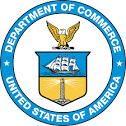 DEPARTMENT OF COMMERCE
UNITED STATES OF AMERICA